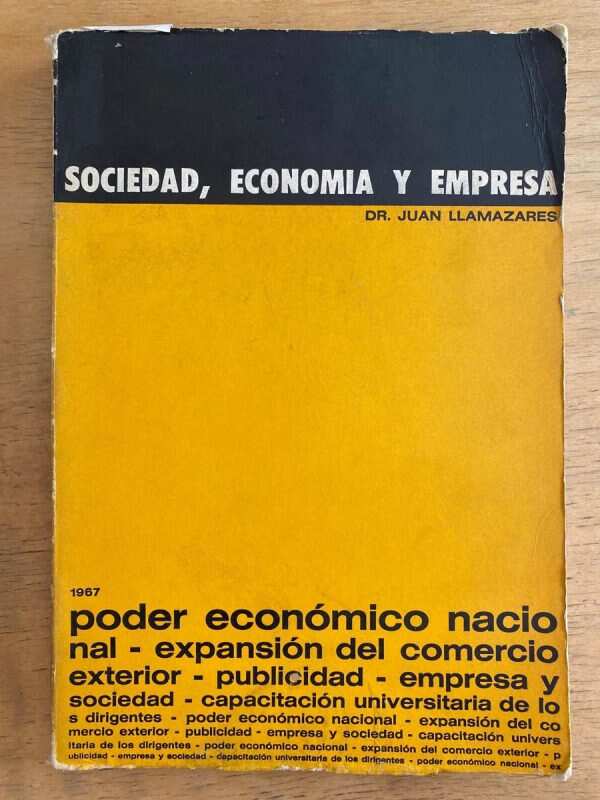 SOCIEDAD, ECONOMIA Y EMPRESA
DR. JUAN LLAMAZARES
1967
poder económico nacio
nal - expansión del comercio
exterior - publicidad - empresa y
sociedad - capacitación universitaria de lo
s dirigentes - poder económico nacional - expansión del co
mercio exterior - publicidad - empresa y sociedad - capacitación univers
itaria de los dirigentes - poder económico nacional - expansión del comercio exterior - p
ublicidad - empresa y sociedad - capacitación universitaria de los dirigentes - poder económico nacional - ex